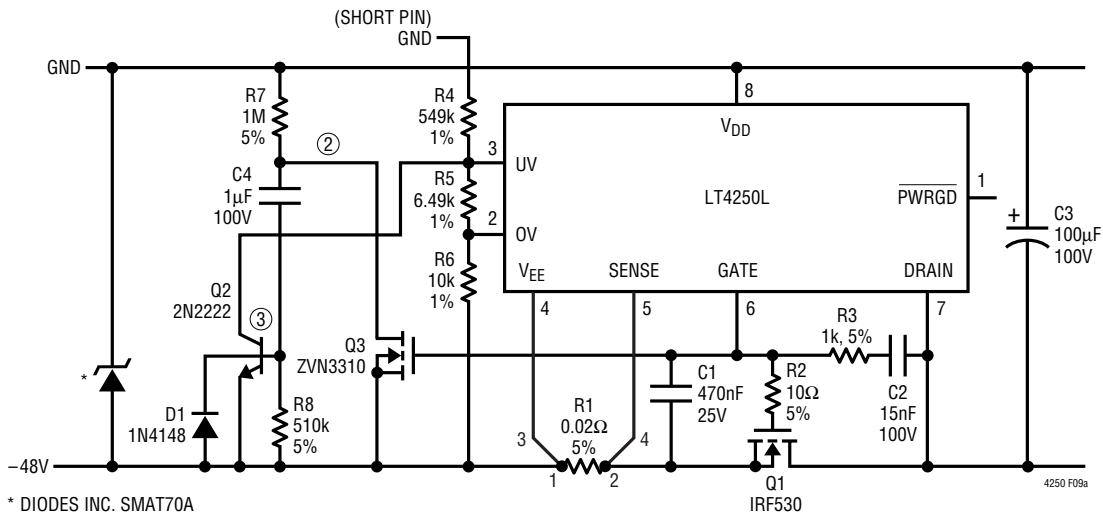 (SHORT PIN)
GND
GND
R7
1M
5%
R4
549k
1%
8
VDD
②
3
UV
C4
1µF
100V
R5
6.49k
1%
LT4250L
1
PWRGD
2
OV
+
C3
100µF
100V
R6
10k
1%
VEE
SENSE
GATE
DRAIN
4
5
6
7
Q2
2N2222
③
R3
1k, 5%
Q3
ZVN3310
*
C1
470nF
25V
R2
10Ω
5%
C2
15nF
100V
D1
1N4148
R8
510k
5%
R1
0.02Ω
5%
3
4
–48V
1
2
Q1
IRF530
4250 F09a
* DIODES INC. SMAT70A